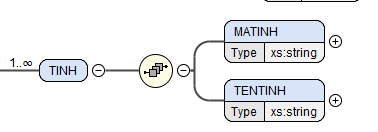 MATINH
Type xs:string
1..∞
TINH
TENTINH
Type xs:string